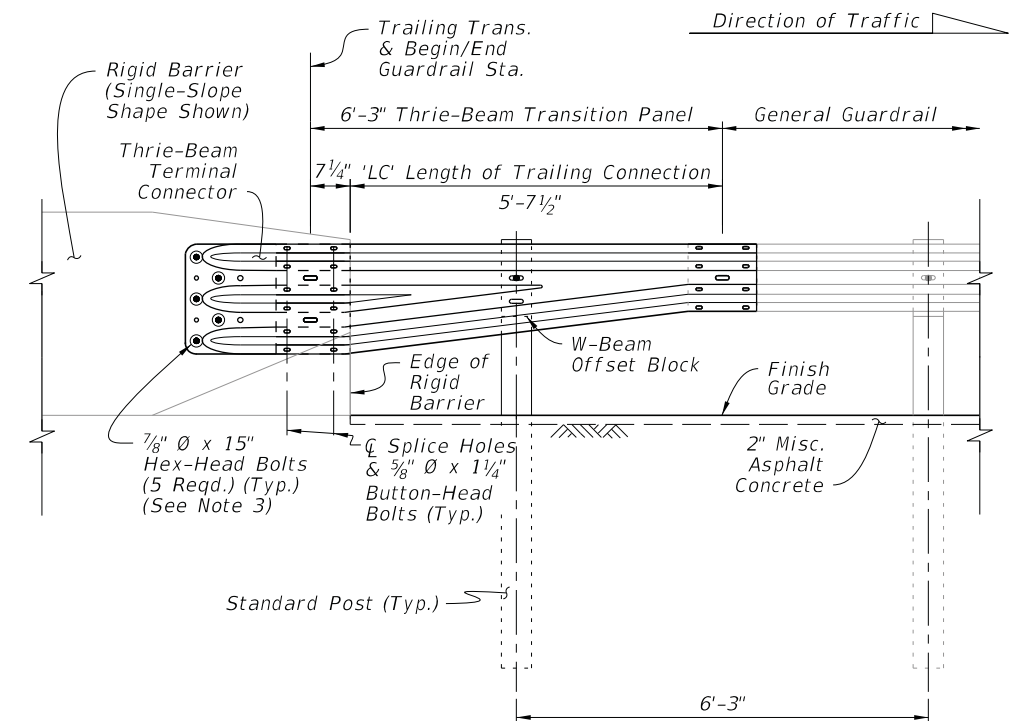 Direction of Traffic
Trailing Trans.
& Begin/End
Guardrail Sta.
Rigid Barrier
(Single-Slope
Shape Shown)
6'-3" Thrie-Beam Transition Panel
General Guardrail
Thrie-Beam
Terminal
Connector
7¼"
'LC' Length of Trailing Connection
5'-7½"
W-Beam
Offset Block
Edge of
Rigid
Barrier
Finish
Grade
⅞" Ø x 15"
Hex-Head Bolts
(5 Reqd.) (Typ.)
(See Note 3)
℄ Splice Holes
& ⅝" Ø x 1¼"
Button-Head
Bolts (Typ.)
2" Misc.
Asphalt
Concrete
Standard Post (Typ.)
6'-3"